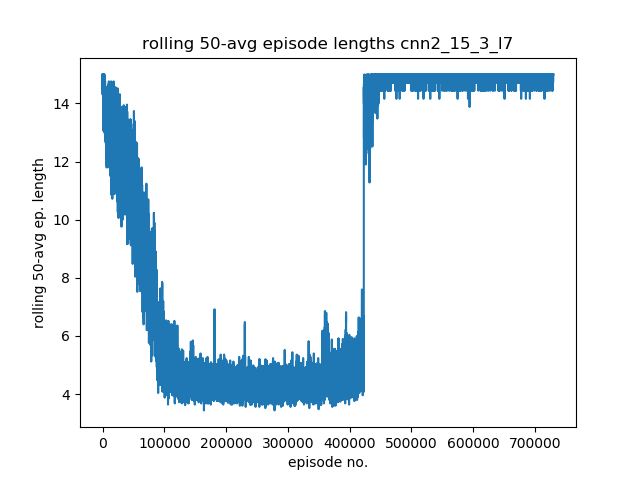 rolling 50-avg episode lengths cnn2_15_3_l7
rolling 50-avg ep. length
14
12
10
8
6
4
0 100000 200000 300000 400000 500000 600000 700000
episode no.